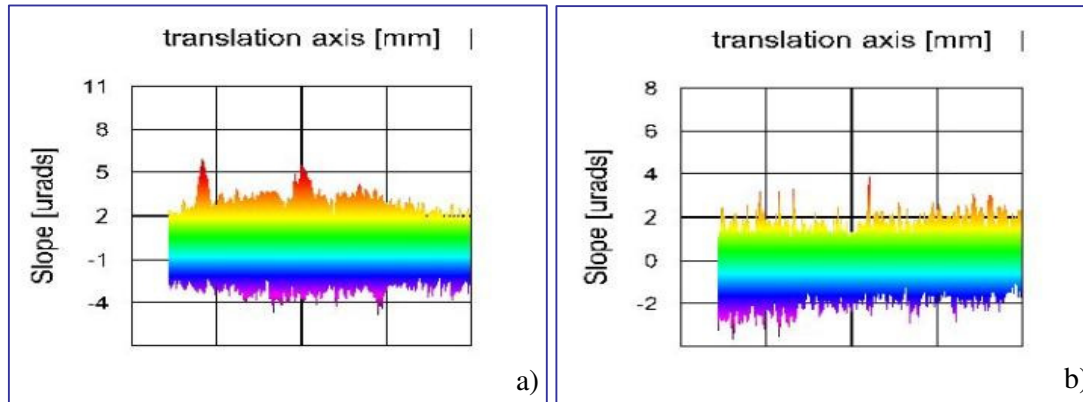 translation axis [mm] |
11
8
5
2
-1
-4
Slope [urads]
a)
translation axis [mm] |
8
6
4
2
0
-2
Slope [urads]
b)